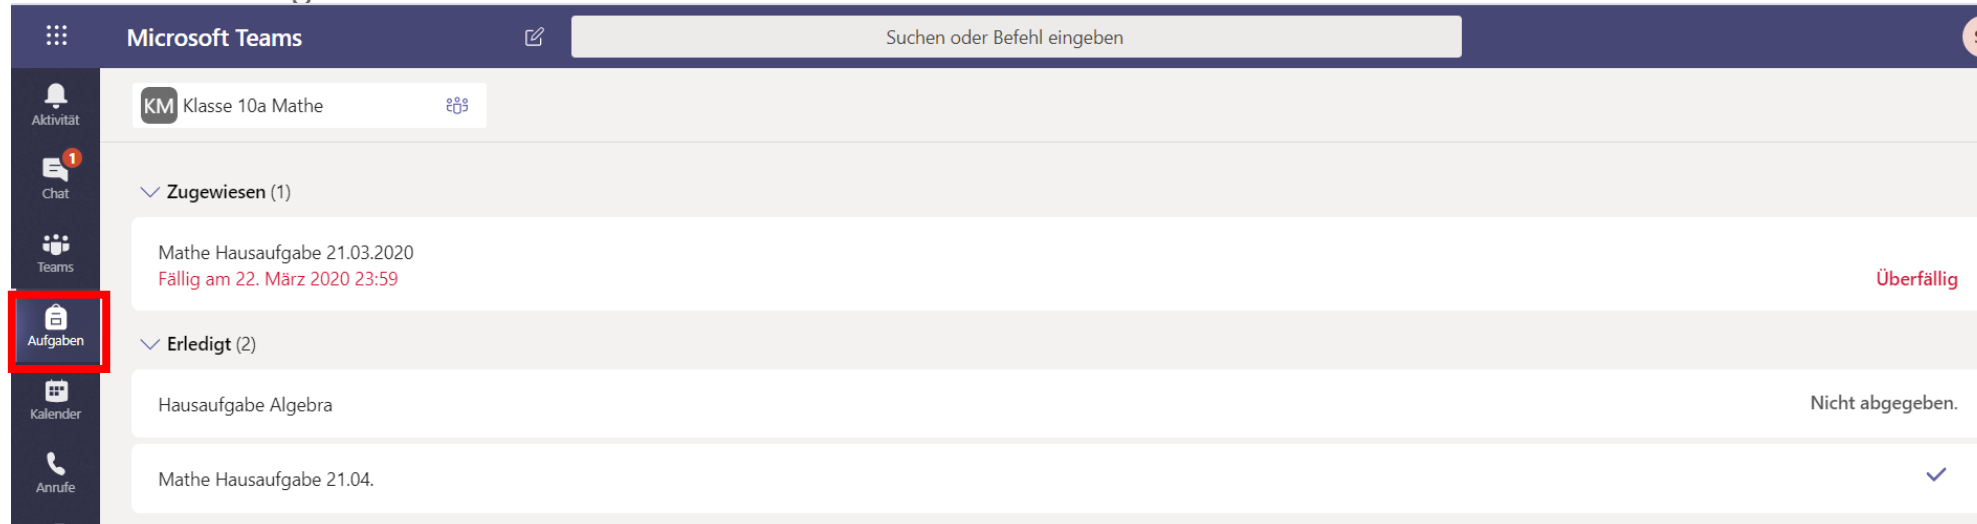 Microsoft Teams
Suchen oder Befehl eingeben
Aktivität
KM Klasse 10a Mathe
1
Chat
Zugewiesen (1)
Teams
Mathe Hausaufgabe 21.03.2020
Fällig am 22. März 2020 23:59
Überfällig
Aufgaben
Erledigt (2)
Kalender
Hausaufgabe Algebra
Nicht abgegeben.
Anrufe
Mathe Hausaufgabe 21.04.